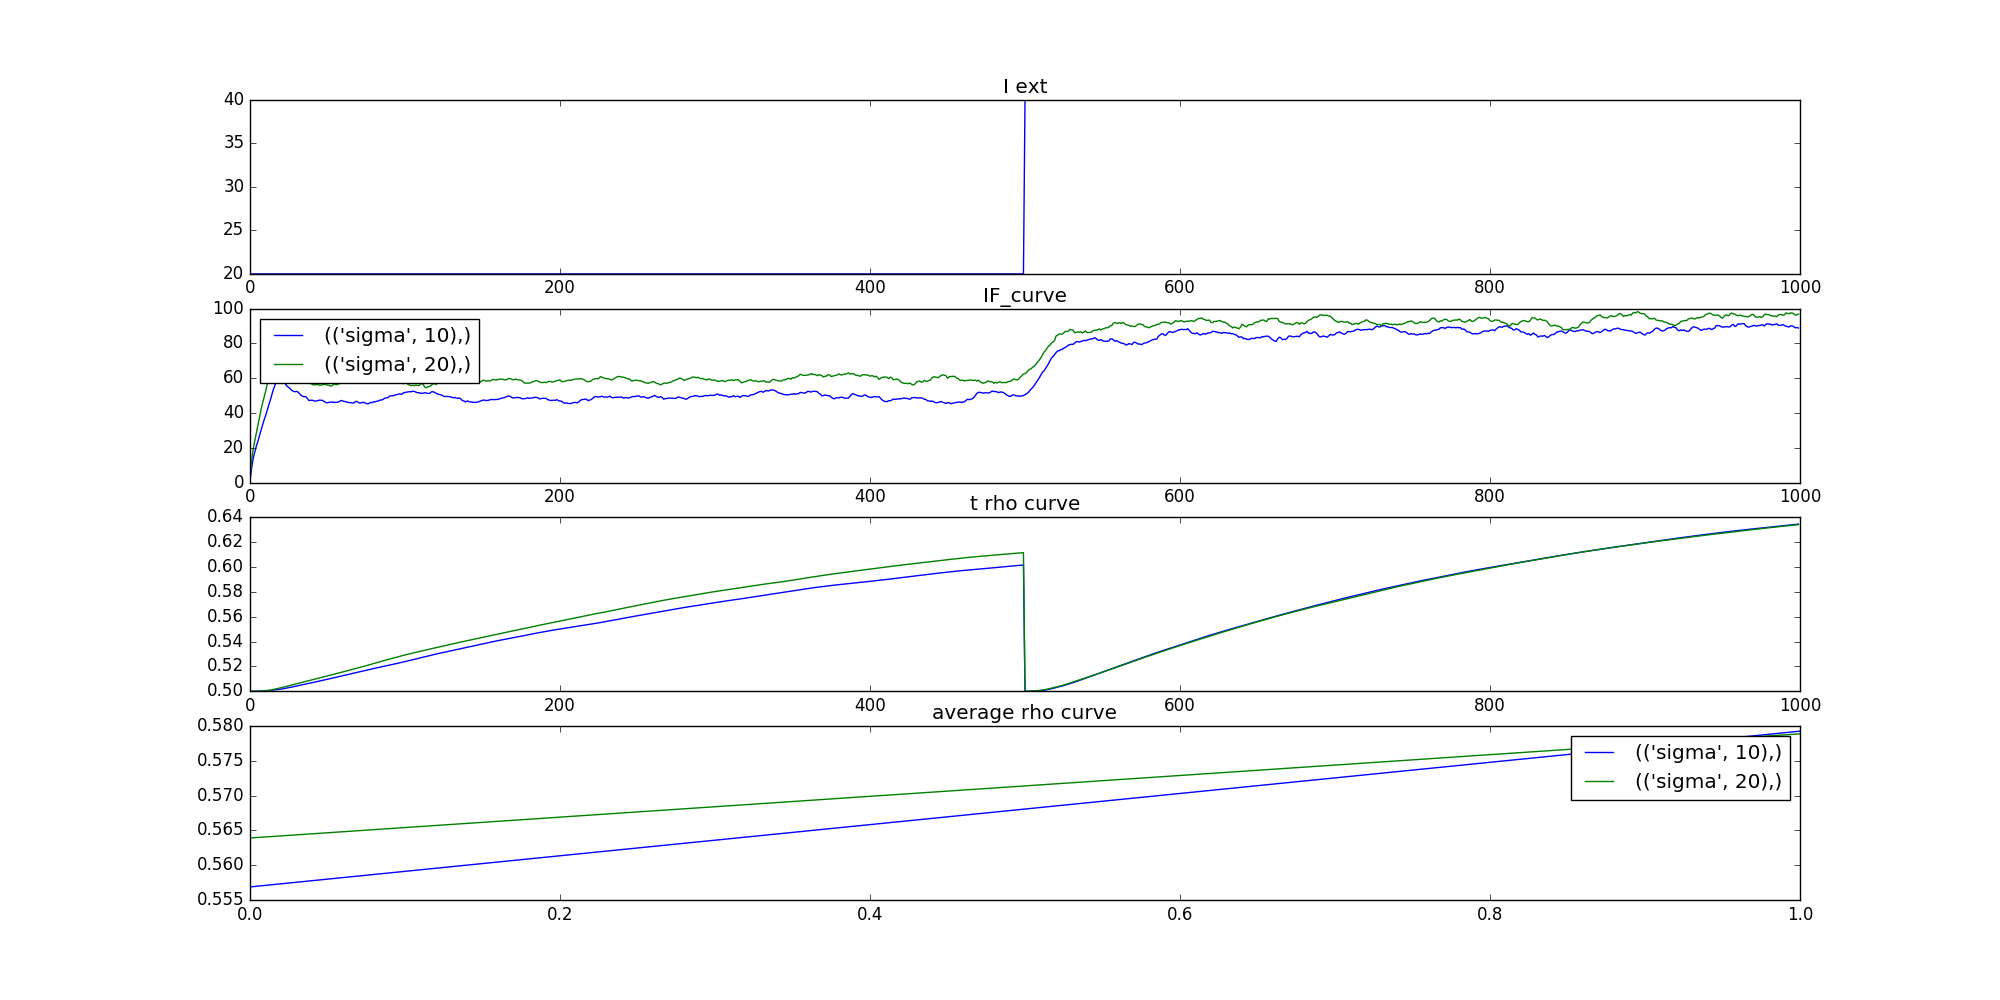 I ext
40
35
30
25
20
0 200 400 600 800 1000
IF_curve
100
80
60
40
20
0
(('sigma', 10),)
(('sigma', 20),)
0 200 400 600 800 1000
t rho curve
0.64
0.62
0.60
0.58
0.56
0.54
0.52
0.50
0 200 400 600 800 1000
average rho curve
0.580
0.575
0.570
0.565
0.560
0.555
(('sigma', 10),)
(('sigma', 20),)
0.0 0.2 0.4 0.6 0.8 1.0